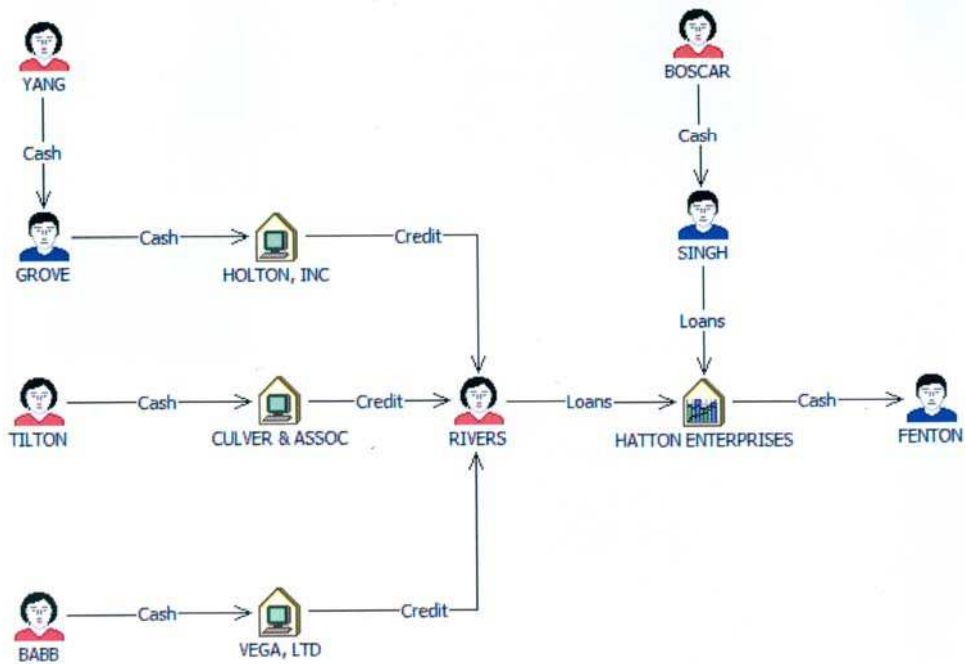 YANG
BOSCAR
Cash
Cash
GROVE
Cash
HOLTON, INC
Credit
SINGH
Loans
TILTON
Cash
CULVER & ASSOC
Credit
RIVERS
Loans
HATTON ENTERPRISES
Cash
FENTON
BABB
Cash
VEGA, LTD
Credit